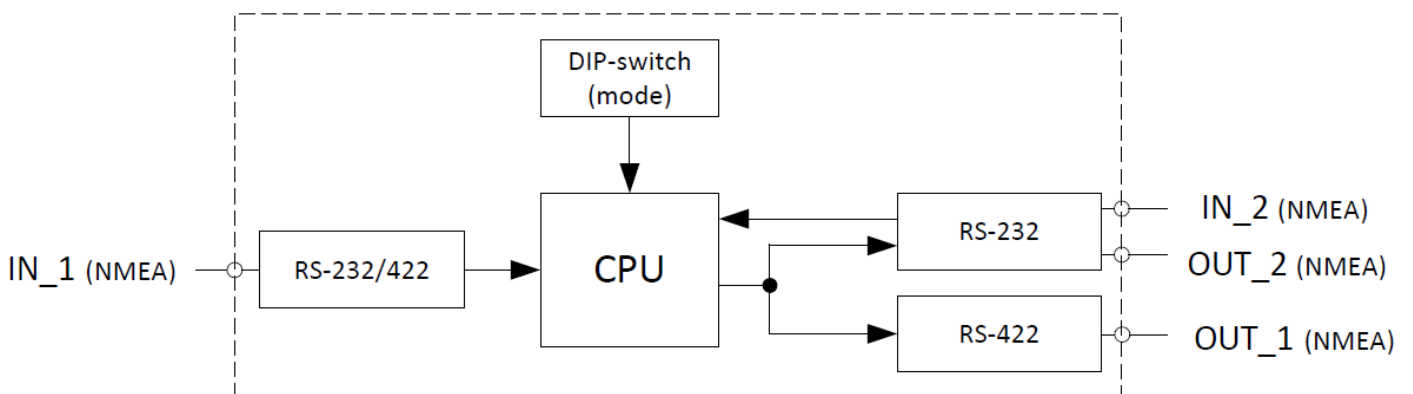 DIP-switch
(mode)
IN_1 (NMEA)
RS-232/422
CPU
RS-232
IN_2 (NMEA)
OUT_2 (NMEA)
RS-422
OUT_1 (NMEA)